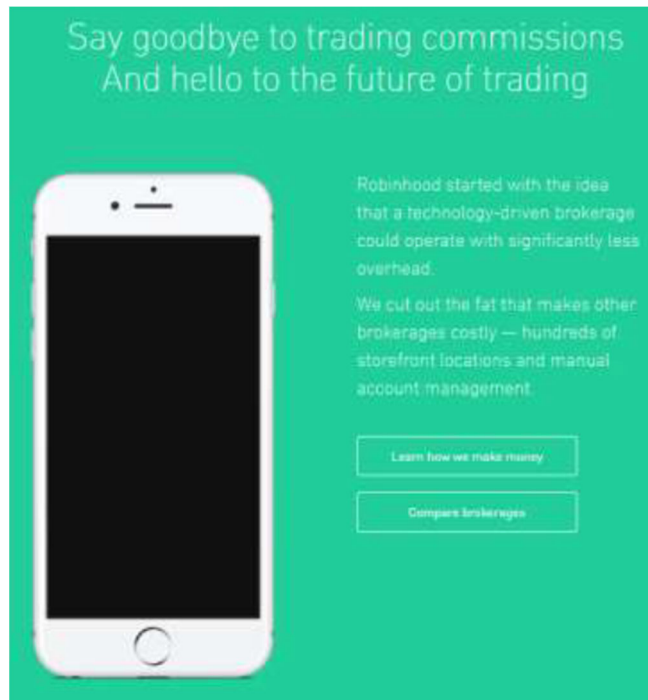 Say goodbye to trading commissions
And hello to the future of trading
Robinhood started with the idea
that a technology-driven brokerage
could operate with significantly less
overhead.
We cut out the fat that makes other
brokerages costly — hundreds of
storefront locations and manual
account management.
Learn how we make money
Compare brokerages